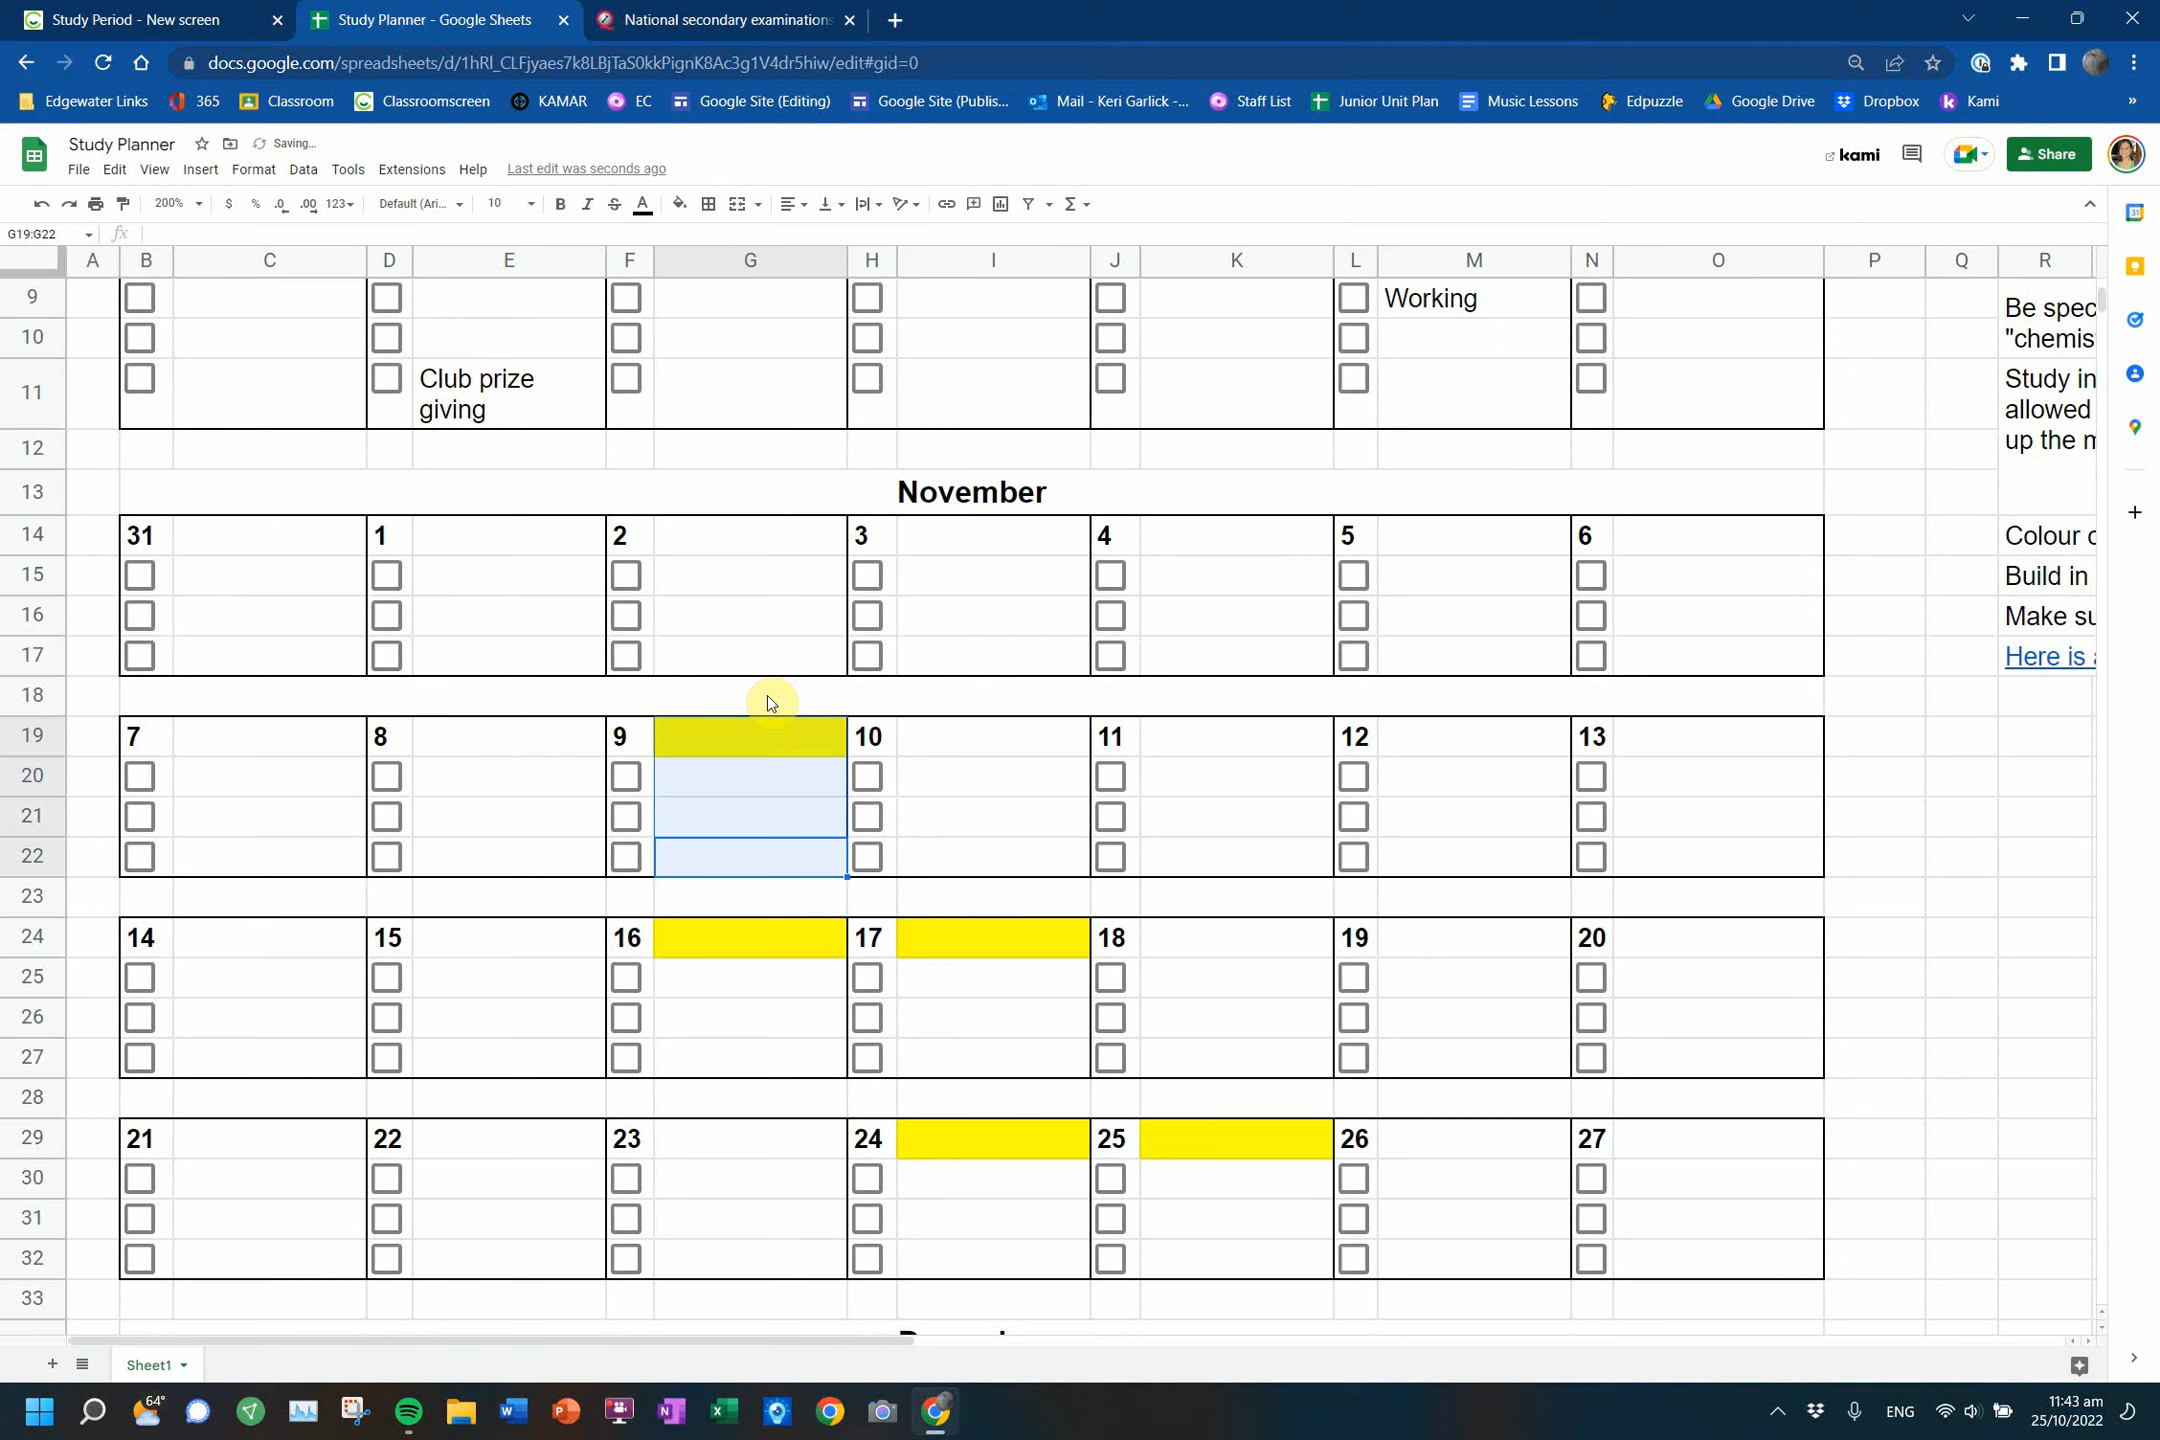 Study Period - New screen
Study Planner - Google Sheets
National secondary examinations
docs.google.com/spreadsheets/d/1hRl_CLFjyaes7k8LBjTaS0kkPignK8Ac3g1V4dr5hiw/edit#gid=0
Edgewater Links
365
Classroom
Classroomscreen
KAMAR
EC
Google Site (Editing)
Google Site (Publis...
Mail - Keri Garlick -...
Staff List
Junior Unit Plan
Music Lessons
Edpuzzle
Google Drive
Dropbox
Kami
»
Study Planner
Saving...
File Edit View Insert Format Data Tools Extensions Help Last edit was seconds ago
kami
Share
200% $ % .0 .00 123 Default (Ari... 10 B I S A
G19:G22
fx
A B C D E F G H I J K L M N O P Q R
9 Working
Be spec
10 "chemis
11 Club prize
giving
Study in
allowed
up the m
12
13 November
14 31 1 2 3 4 5 6 Colour
15 Build in
16 Make su
17 Here is
18
19 7 8 9 10 11 12 13
20
21
22
23
24 14 15 16 17 18 19 20
25
26
27
28
29 21 22 23 24 25 26 27
30
31
32
33
Sheet1
64°
ENG
11:43 am
25/10/2022